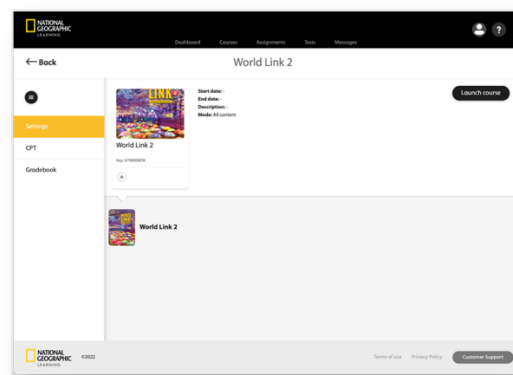 NATIONAL
GEOGRAPHIC
LEARNING
?
Dashboard Courses Assignments Tests Messages
← Back
World Link 2
Settings
CPT
Gradebook
LINK
World Link 2
Start date: -
End date: -
Description: -
Mode: All content
Launch course
World Link 2
NATIONAL
GEOGRAPHIC
LEARNING
©2022
Terms of use Privacy Policy Customer Support